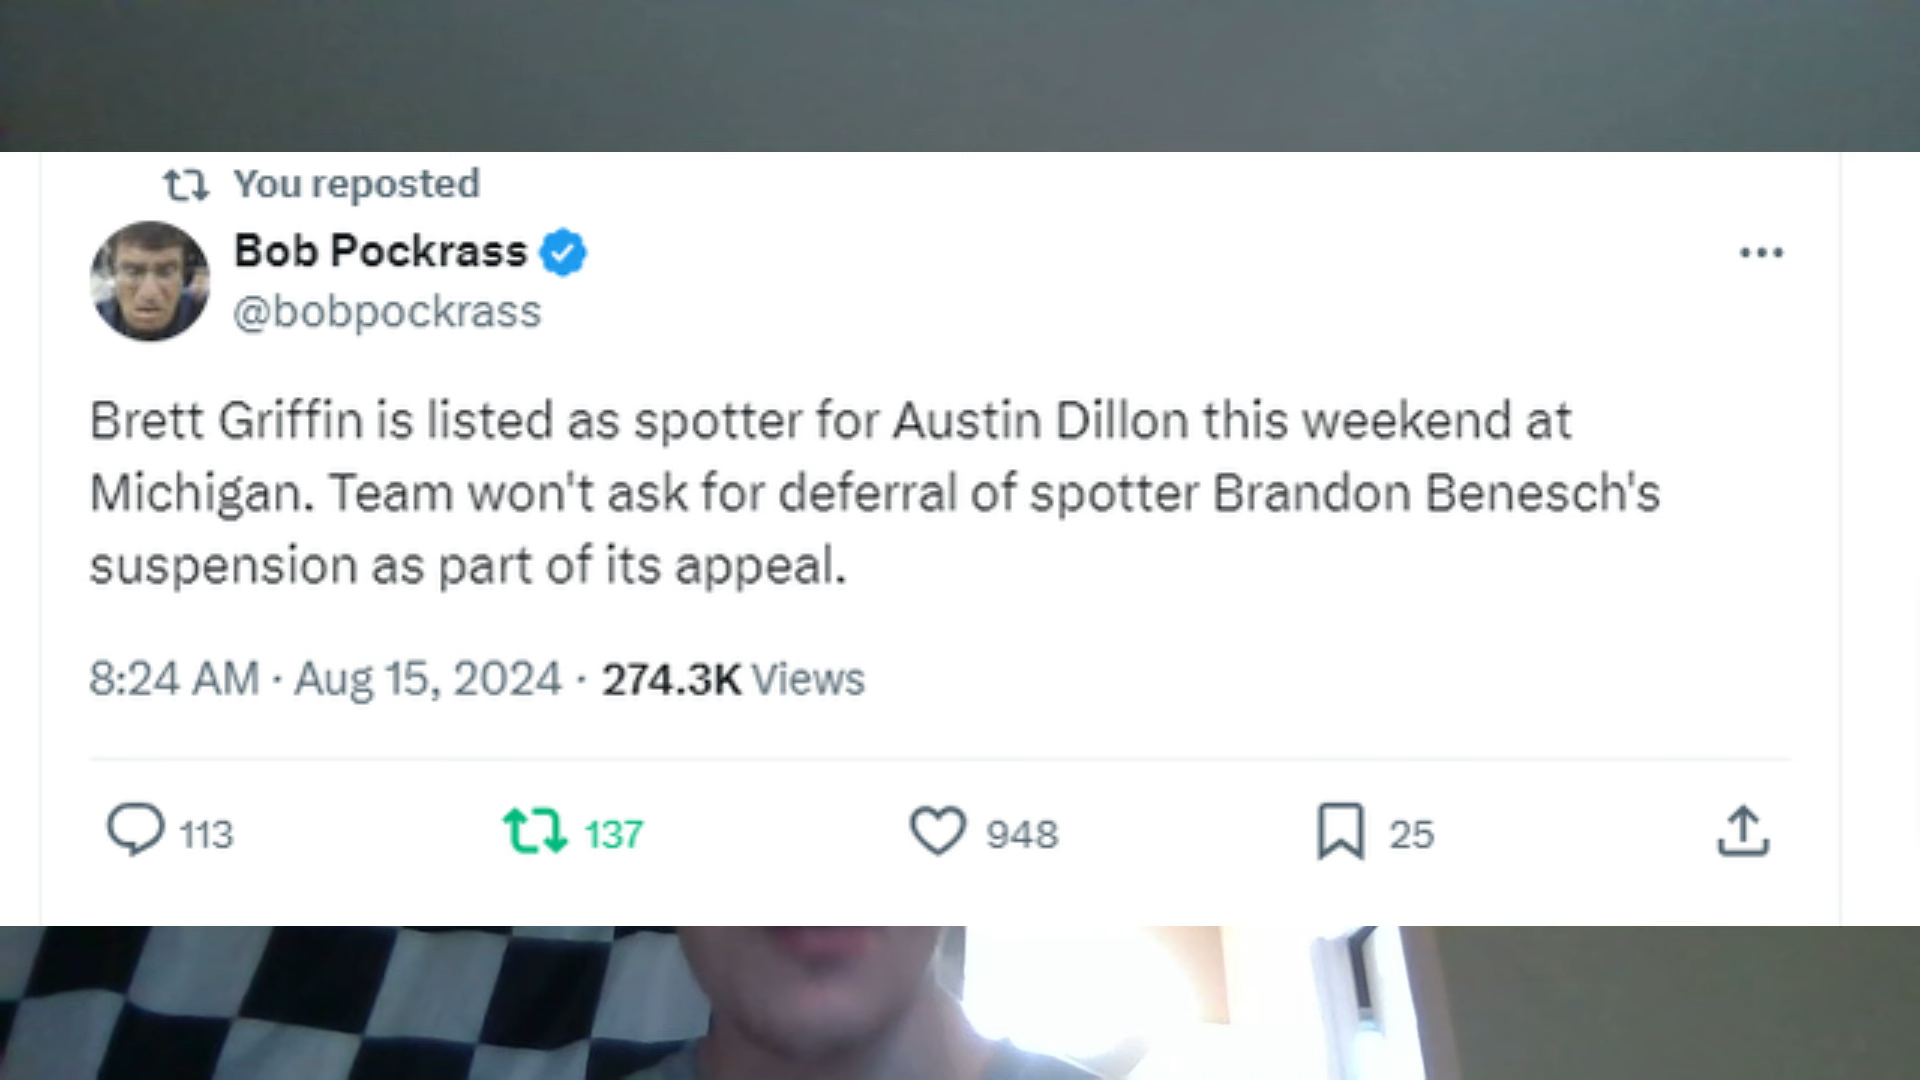 You reposted
Bob Pockrass
@bobpockrass
Brett Griffin is listed as spotter for Austin Dillon this weekend at
Michigan. Team won't ask for deferral of spotter Brandon Benesch's
suspension as part of its appeal.
8:24 AM · Aug 15, 2024 · 274.3K Views
113 137 948 25